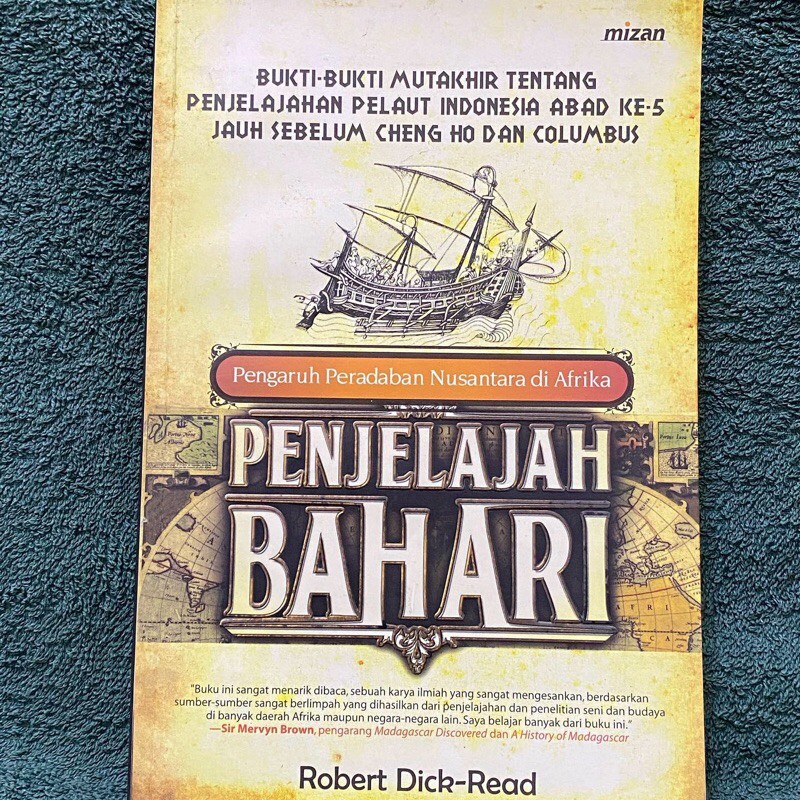 mizan
BUKTI-BUKTI MUTAKHIR TENTANG
PENJELAJAHAN PELAUT INDONESIA ABAD KE-5
JAUH SEBELUM CHENG HO DAN COLUMBUS
Pengaruh Peradaban Nusantara di Afrika
PENJELAJAH
BAHARI
"Buku ini sangat menarik dibaca, sebuah karya ilmiah yang sangat mengesankan, berdasarkan
sumber-sumber sangat berlimpah yang dihasilkan dari penjelajahan dan penelitian seni dan budaya
di banyak daerah Afrika maupun negara-negara lain. Saya belajar banyak dari buku ini."
—Sir Mervyn Brown, pengarang Madagascar Discovered dan A History of Madagascar
Robert Dick-Read